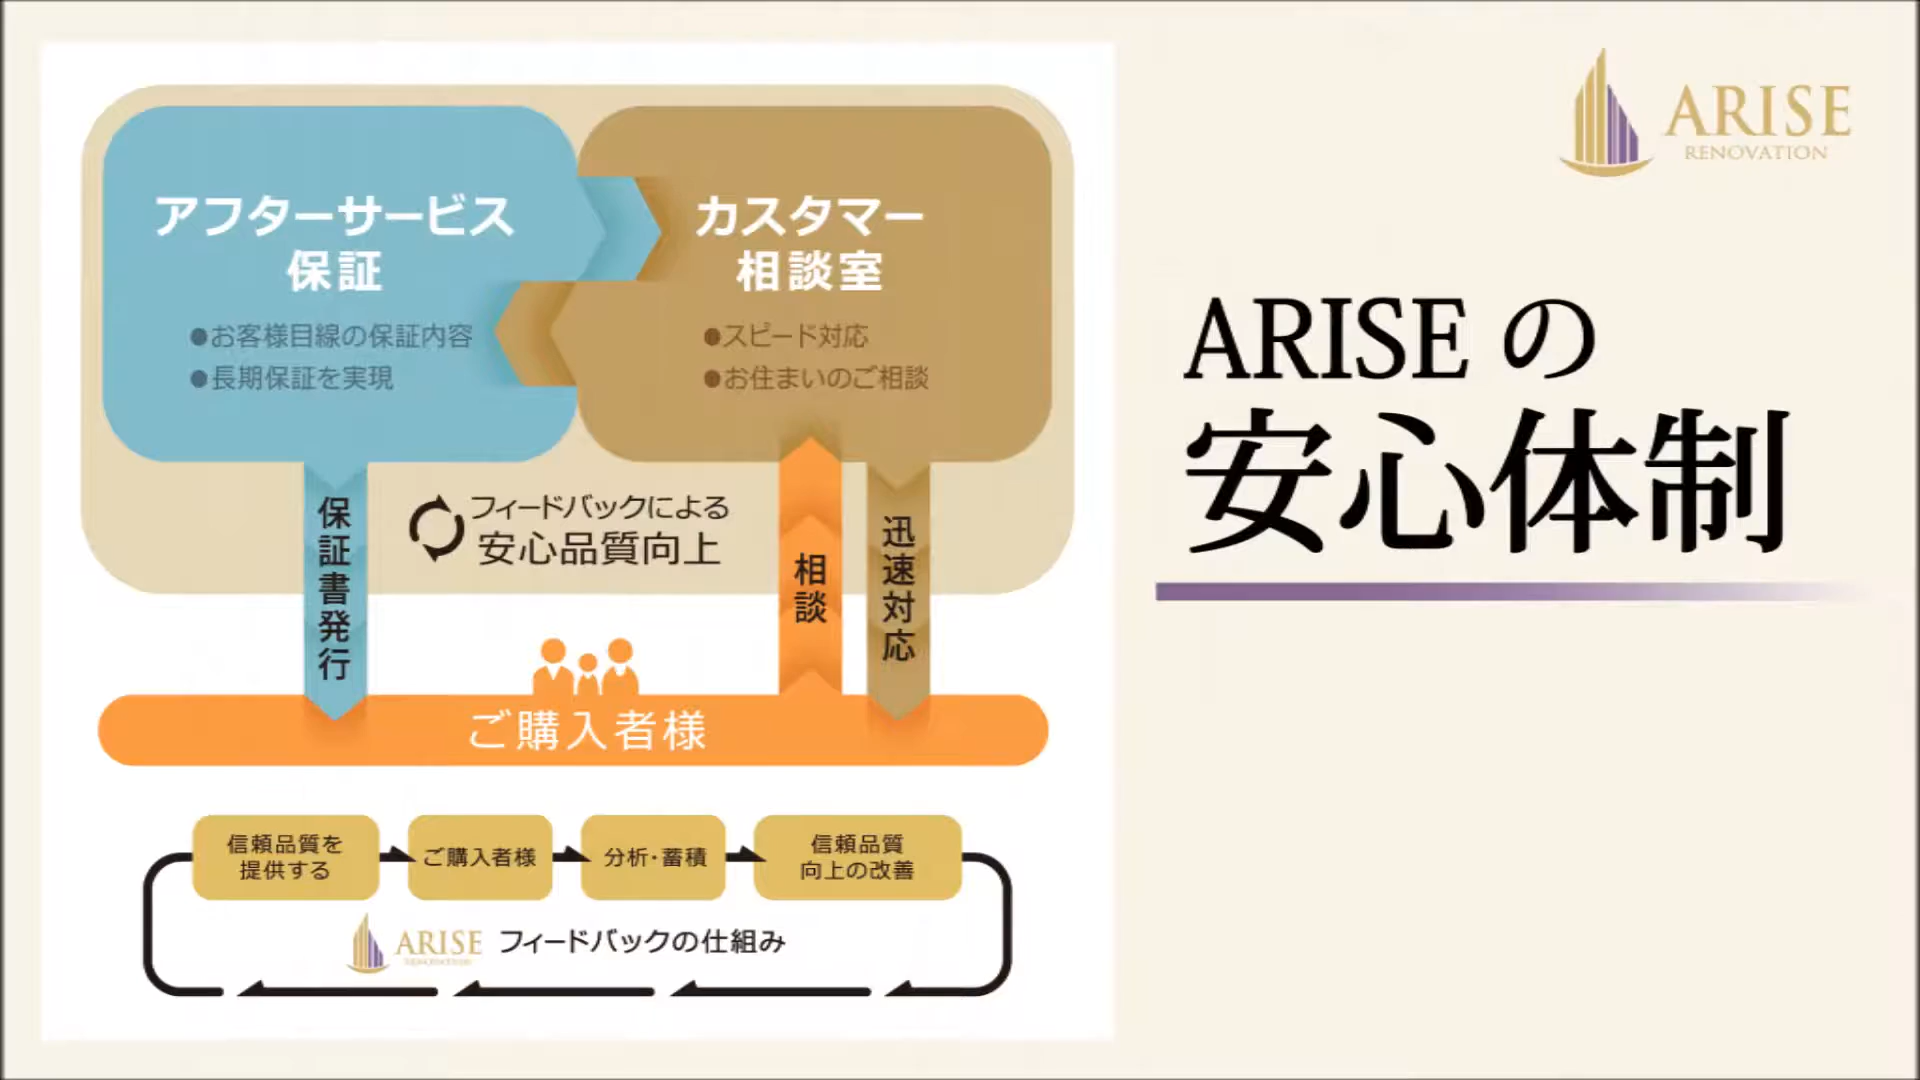 アフターサービス
保証
●お客様目線の保証内容
●長期保証を実現
カスタマー
相談室
●スピード対応
●お住まいのご相談
保証書発行
フィードバックによる
安心品質向上
相談
迅速対応
ご購入者様
信頼品質を
提供する
ご購入者様
分析・蓄積
信頼品質
向上の改善
ARISE
フィードバックの仕組み
ARISE
RENOVATION
ARISE の
安心体制